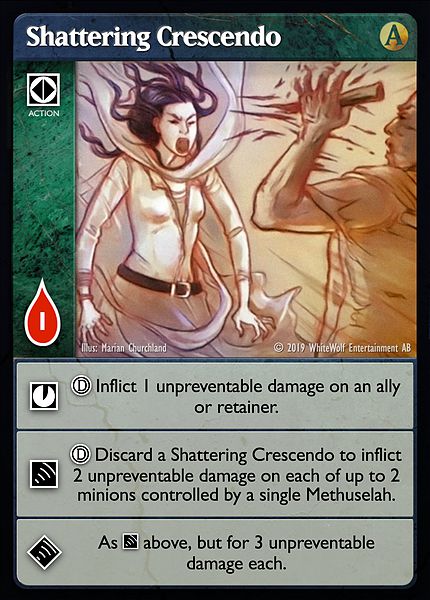 Shattering Crescendo
A
ACTION
1
Illus: Marian Churchland
© 2019 WhiteWolf Entertainment AB
Ⓓ Inflict 1 unpreventable damage on an ally
or retainer.
Ⓓ Discard a Shattering Crescendo to inflict
2 unpreventable damage on each of up to 2
minions controlled by a single Methuselah.
As above, but for 3 unpreventable
damage each.